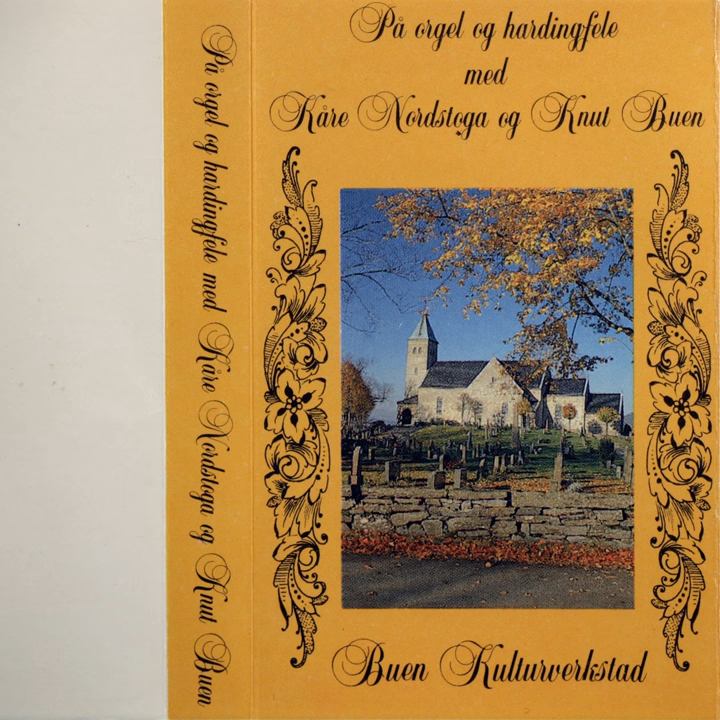 På orgel og hardingfele med Kåre Nordstoga og Knut Buen
På orgel og hardingfele
med
Kåre Nordstoga og Knut Buen
Buen Kulturverkstad